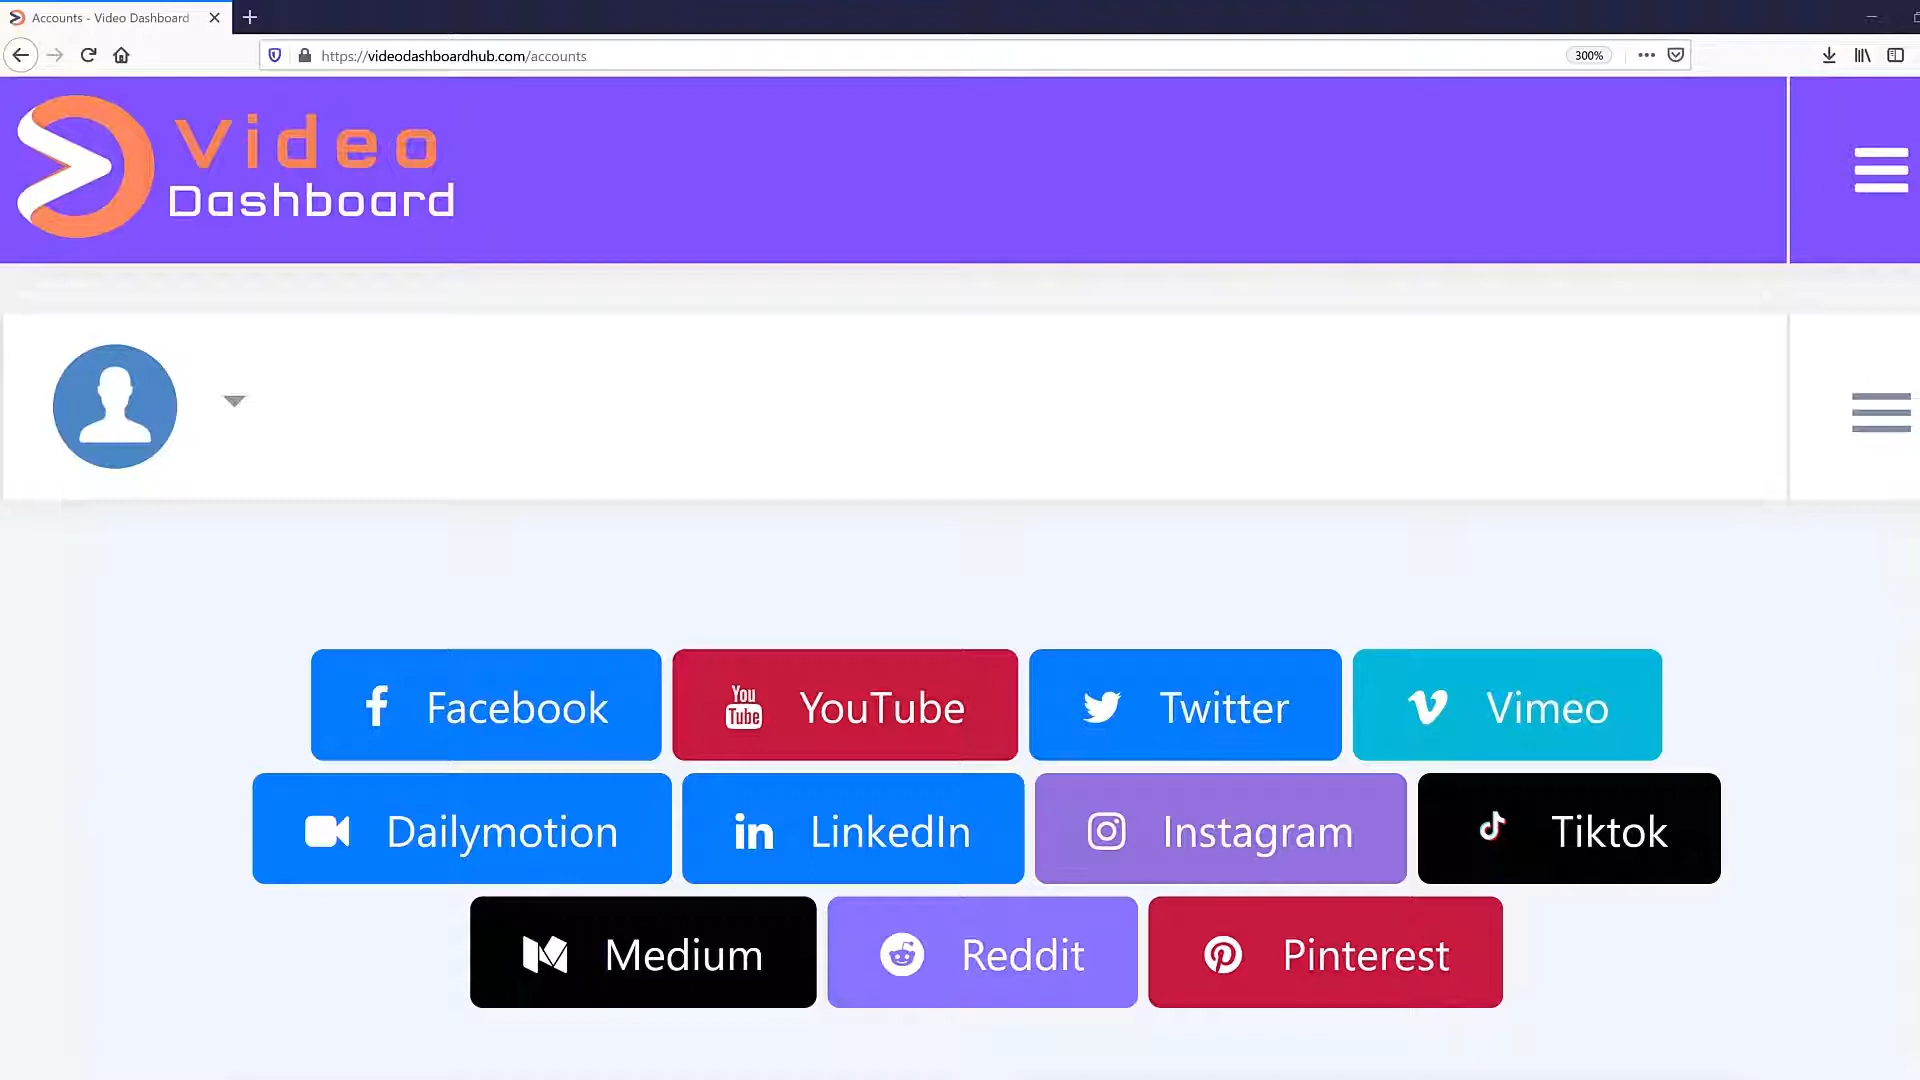 Accounts - Video Dashboard
https://videodashboardhub.com/accounts
300%
Video
Dashboard
Facebook
You
Tube
YouTube
Twitter
Vimeo
Dailymotion
in
LinkedIn
Instagram
Tiktok
Medium
Reddit
Pinterest